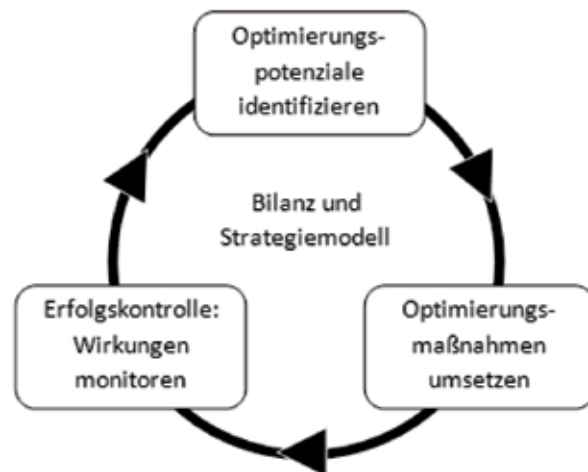 Optimierungs-
potenziale
identifizieren
Bilanz und
Strategiemodell
Erfolgskontrolle:
Wirkungen
monitoren
Optimierungs-
maßnahmen
umsetzen